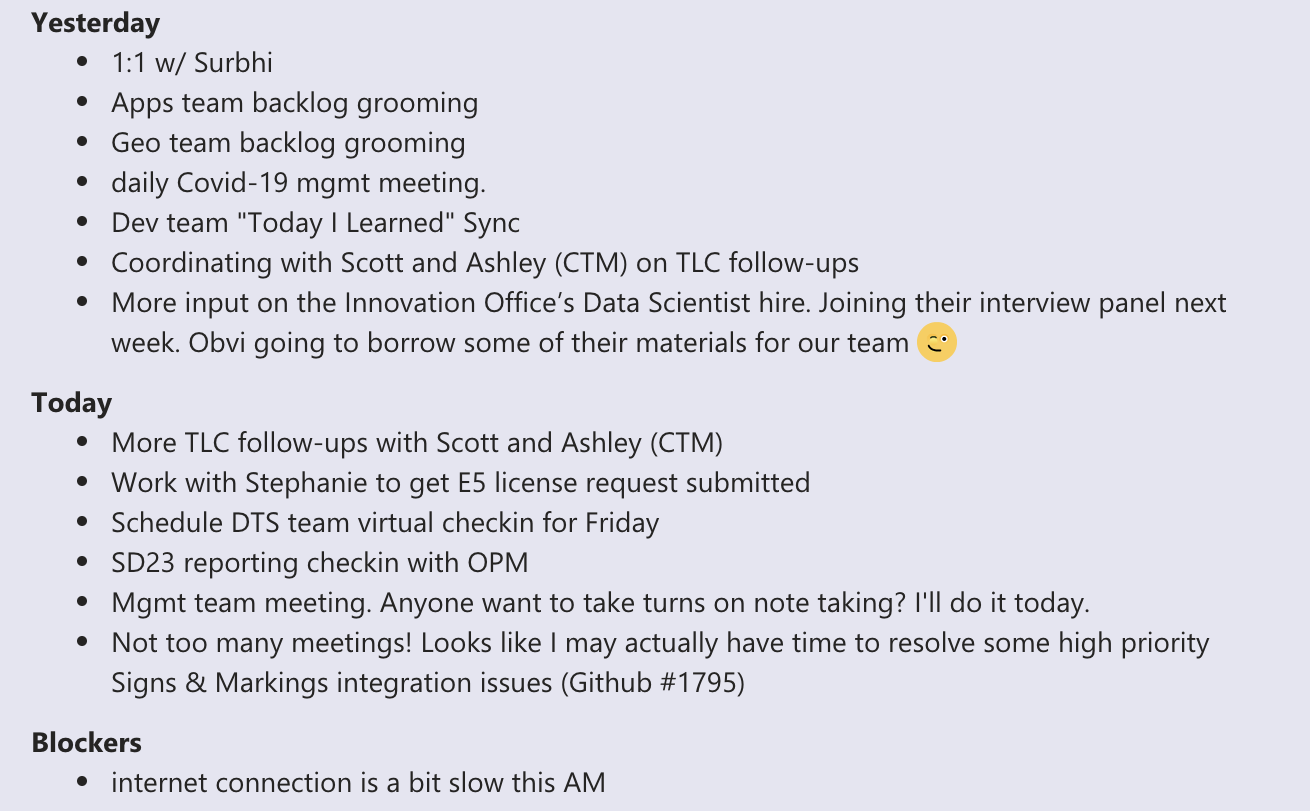 Yesterday
1:1 w/ Surbhi
Apps team backlog grooming
Geo team backlog grooming
daily Covid-19 mgmt meeting.
Dev team "Today I Learned" Sync
Coordinating with Scott and Ashley (CTM) on TLC follow-ups
More input on the Innovation Office’s Data Scientist hire. Joining their interview panel next
week. Obvi going to borrow some of their materials for our team
Today
More TLC follow-ups with Scott and Ashley (CTM)
Work with Stephanie to get E5 license request submitted
Schedule DTS team virtual checkin for Friday
SD23 reporting checkin with OPM
Mgmt team meeting. Anyone want to take turns on note taking? I'll do it today.
Not too many meetings! Looks like I may actually have time to resolve some high priority
Signs & Markings integration issues (Github #1795)
Blockers
internet connection is a bit slow this AM